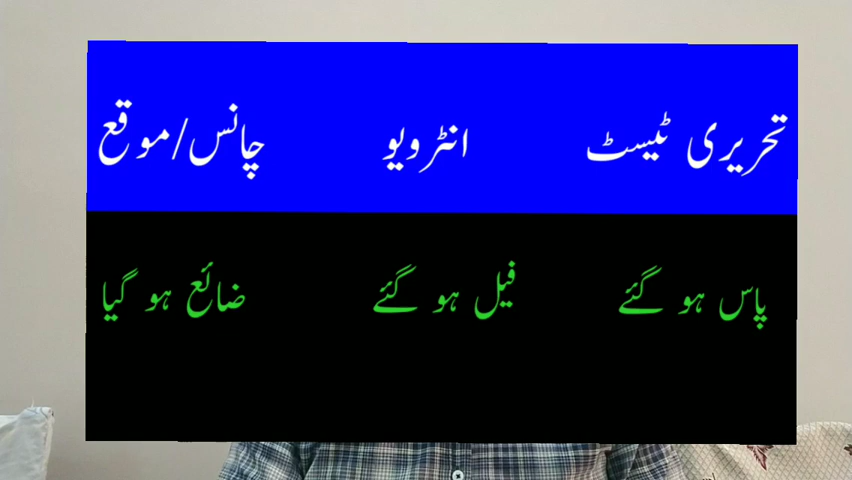 تحریری ٹیسٹ انٹرویو چانس/موقع
پاس ہو گئے فیل ہو گئے ضائع ہو گیا